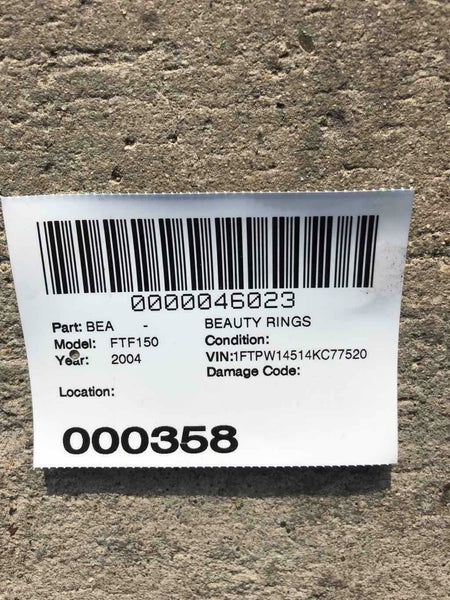 0000046023
Part: BEA - BEAUTY RINGS
Model: FTF150 Condition:
Year: 2004 VIN:1FTPW14514KC77520
Damage Code:
Location:
000358